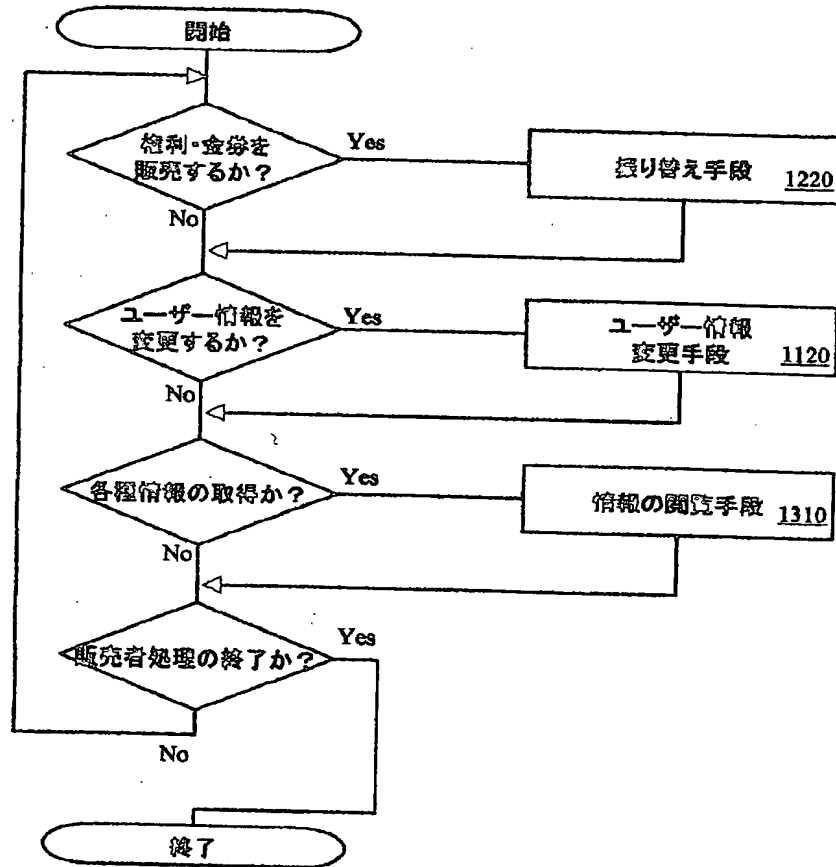 開始
権利・金券を
販売するか?
Yes
振り替え手段 1220
No
ユーザー情報を
変更するか?
Yes
ユーザー情報
変更手段 1120
No
各種情報の取得か?
Yes
情報の閲覧手段 1310
No
販売者処理の終了か?
Yes
No
終了